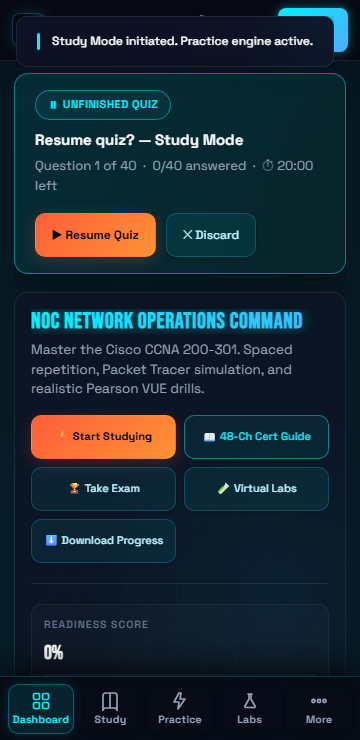 Study Mode initiated. Practice engine active.
⏸ UNFINISHED QUIZ
Resume quiz? — Study Mode
Question 1 of 40 · 0/40 answered · ⏱ 20:00
left
▶ Resume Quiz
✕ Discard
NOC NETWORK OPERATIONS COMMAND
Master the Cisco CCNA 200-301. Spaced
repetition, Packet Tracer simulation, and
realistic Pearson VUE drills.
Start Studying
📖 48-Ch Cert Guide
🏆 Take Exam
🧪 Virtual Labs
⬇️ Download Progress
READINESS SCORE
0%
Dashboard
Study
Practice
Labs
More